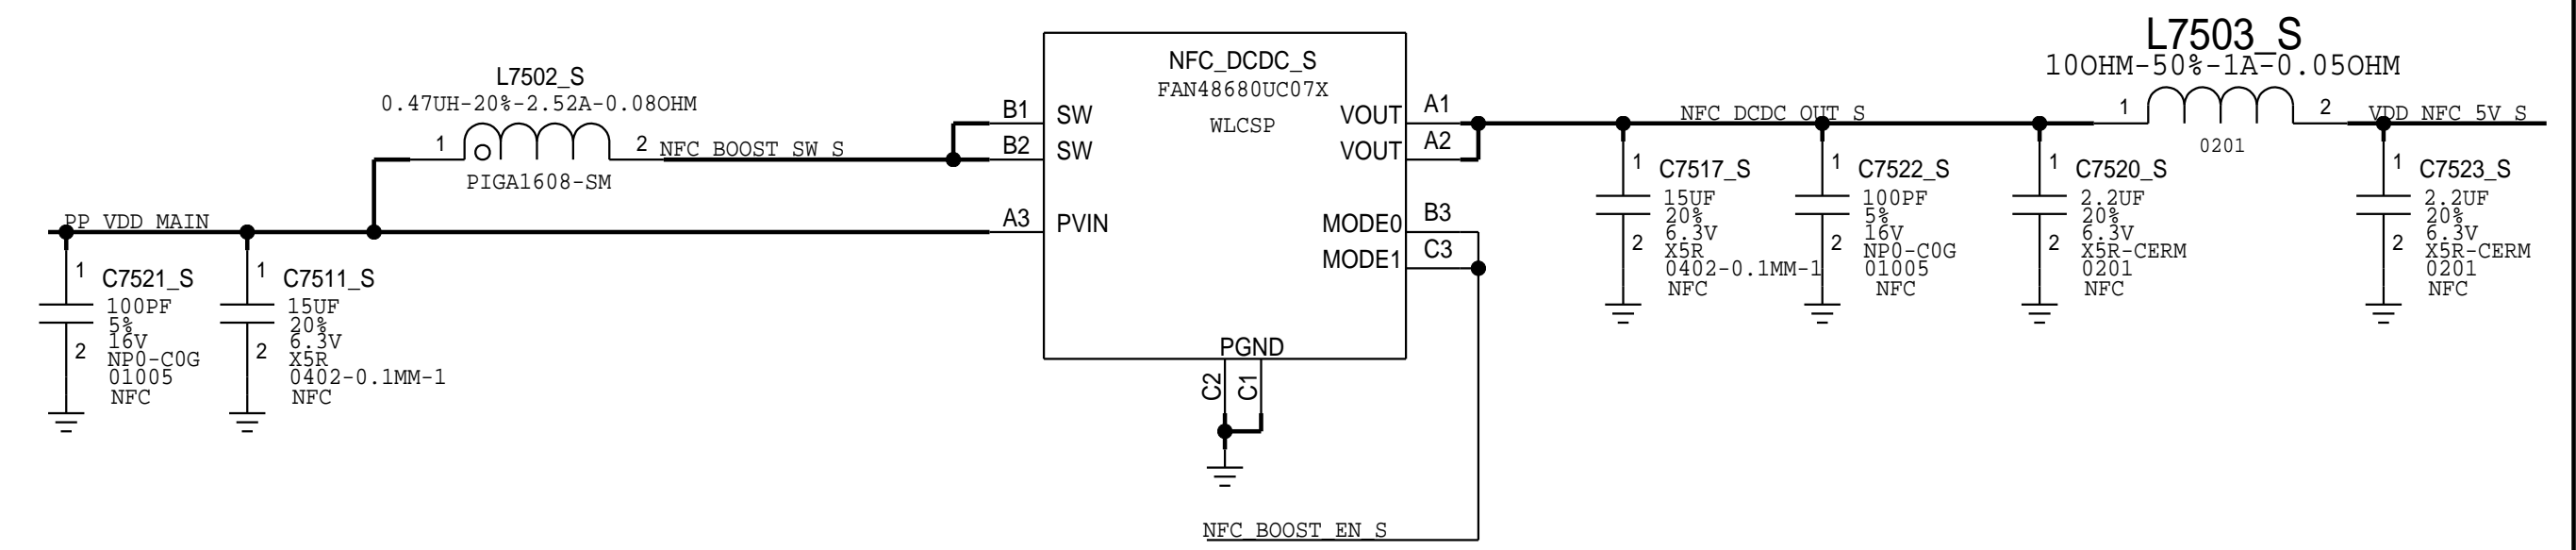 L7502_S
0.47UH-20%-2.52A-0.08OHM
1
2
NFC_BOOST_SW_S
PIGA1608-SM
PP_VDD_MAIN
1
C7521_S
100PF
5%
16V
2
NP0-C0G
01005
NFC
1
C7511_S
15UF
20%
6.3V
2
X5R
0402-0.1MM-1
NFC
NFC_DCDC_S
FAN48680UC07X
WLCSP
B1
SW
B2
SW
A3
PVIN
VOUT
A1
VOUT
A2
MODE0
B3
MODE1
C3
PGND
C2
C1
NFC_BOOST_EN_S
NFC_DCDC_OUT_S
1
C7517_S
15UF
20%
6.3V
2
X5R
0402-0.1MM-1
NFC
1
C7522_S
100PF
5%
16V
2
NP0-C0G
01005
NFC
1
C7520_S
2.2UF
20%
6.3V
2
X5R-CERM
0201
NFC
L7503_S
10OHM-50%-1A-0.05OHM
1
2
0201
VDD_NFC_5V_S
1
C7523_S
2.2UF
20%
6.3V
2
X5R-CERM
0201
NFC